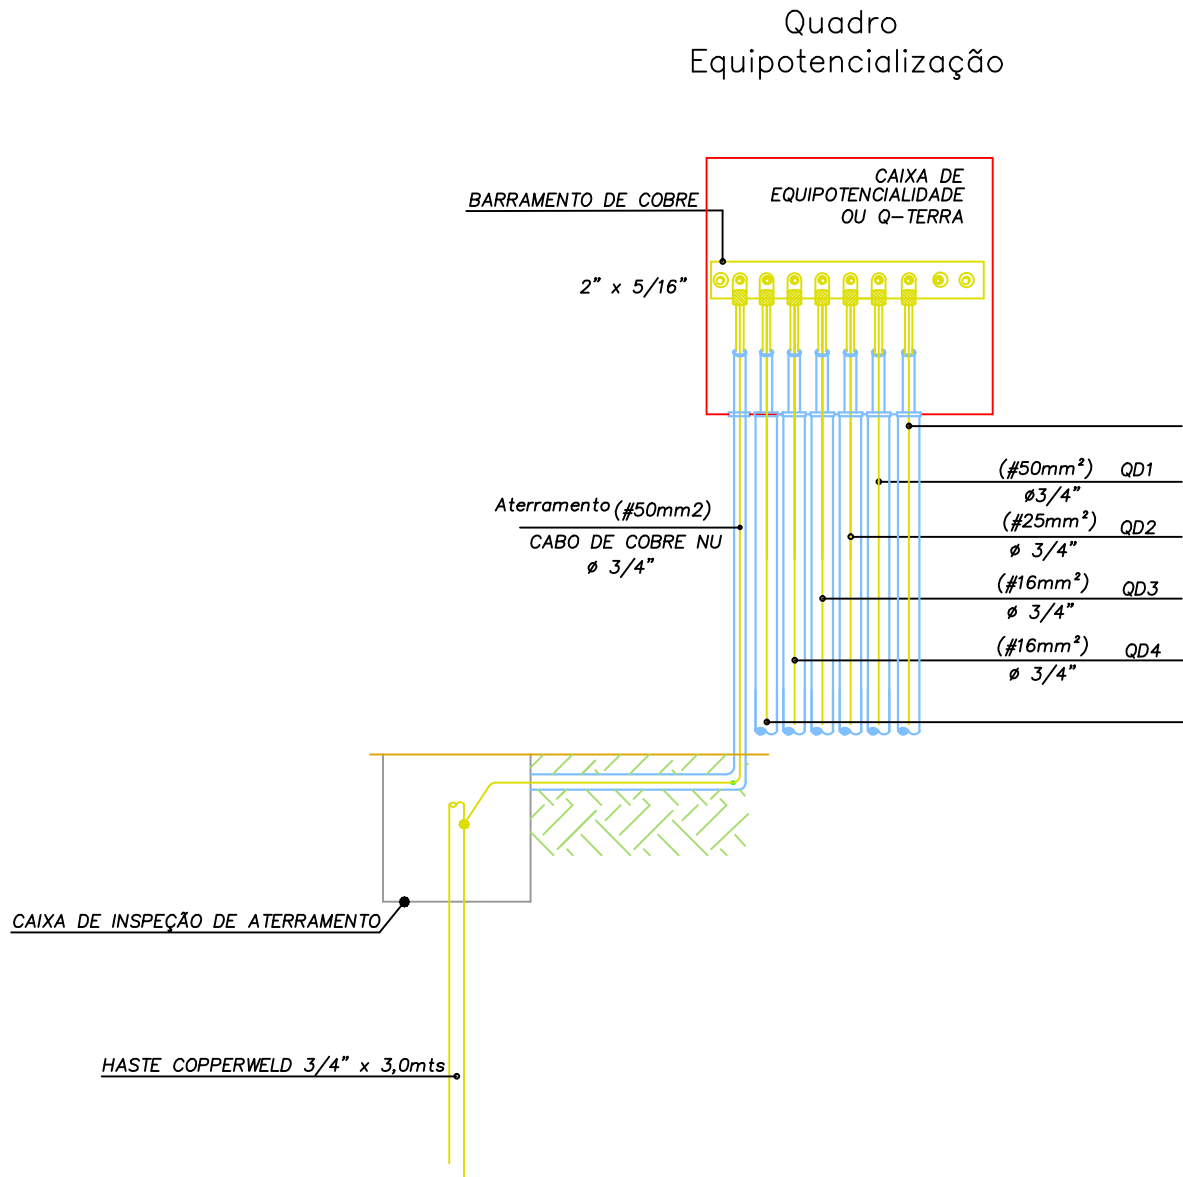 Quadro
Equipotencialização
CAIXA DE
EQUIPOTENCIALIDADE
OU Q-TERRA
BARRAMENTO DE COBRE
2" x 5/16"
(#50mm²) QD1
ø3/4"
Aterramento (#50mm2)
CABO DE COBRE NU
ø 3/4"
(#25mm²) QD2
ø 3/4"
(#16mm²) QD3
ø 3/4"
(#16mm²) QD4
ø 3/4"
CAIXA DE INSPEÇÃO DE ATERRAMENTO
HASTE COPPERWELD 3/4" x 3,0mts